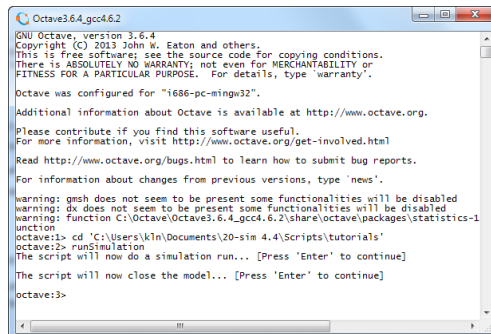 Octave3.6.4_gcc4.6.2
GNU Octave, version 3.6.4
Copyright (C) 2013 John W. Eaton and others.
This is free software; see the source code for copying conditions.
There is ABSOLUTELY NO WARRANTY; not even for MERCHANTABILITY or
FITNESS FOR A PARTICULAR PURPOSE.  For details, type `warranty'.
Octave was configured for "i686-pc-mingw32".
Additional information about Octave is available at http://www.octave.org.
Please contribute if you find this software useful.
For more information, visit http://www.octave.org/get-involved.html
Read http://www.octave.org/bugs.html to learn how to submit bug reports.
For information about changes from previous versions, type `news'.
warning: gmsh does not seem to be present some functionalities will be disabled
warning: dx does not seem to be present some functionalities will be disabled
warning: function C:\Octave\Octave3.6.4_gcc4.6.2\share\octave\packages\statistics-1
unction
octave:1> cd 'C:\Users\kln\Documents\20-sim 4.4\Scripts\tutorials'
octave:2> runSimulation
The script will now do a simulation run... [Press 'Enter' to continue]
The script will now close the model... [Press 'Enter' to continue]
octave:3>